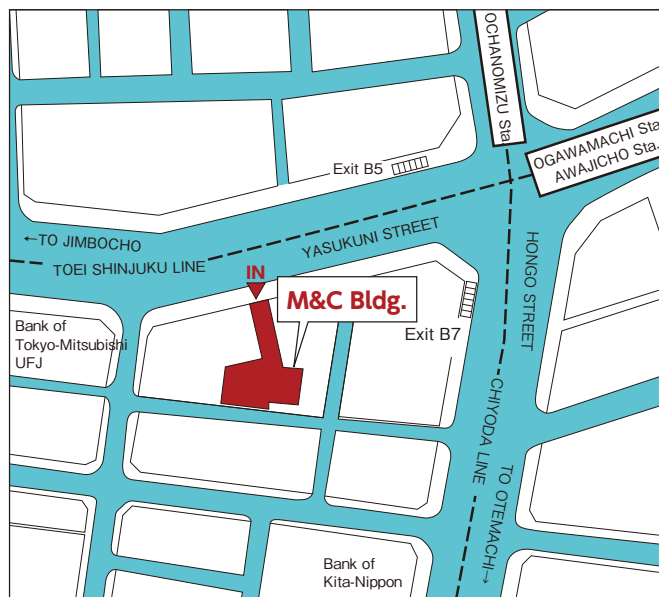 OCHANOMIZU Sta
OGAWAMACHI Sta
AWAJICHO Sta.
Exit B5
←TO JIMBOCHO
YASUKUNI STREET
TOEI SHINJUKU LINE
HONGO STREET
IN
M&C Bldg.
Bank of
Tokyo-Mitsubishi
UFJ
Exit B7
CHIYODA LINE
TO OTEMACHI→
Bank of
Kita-Nippon